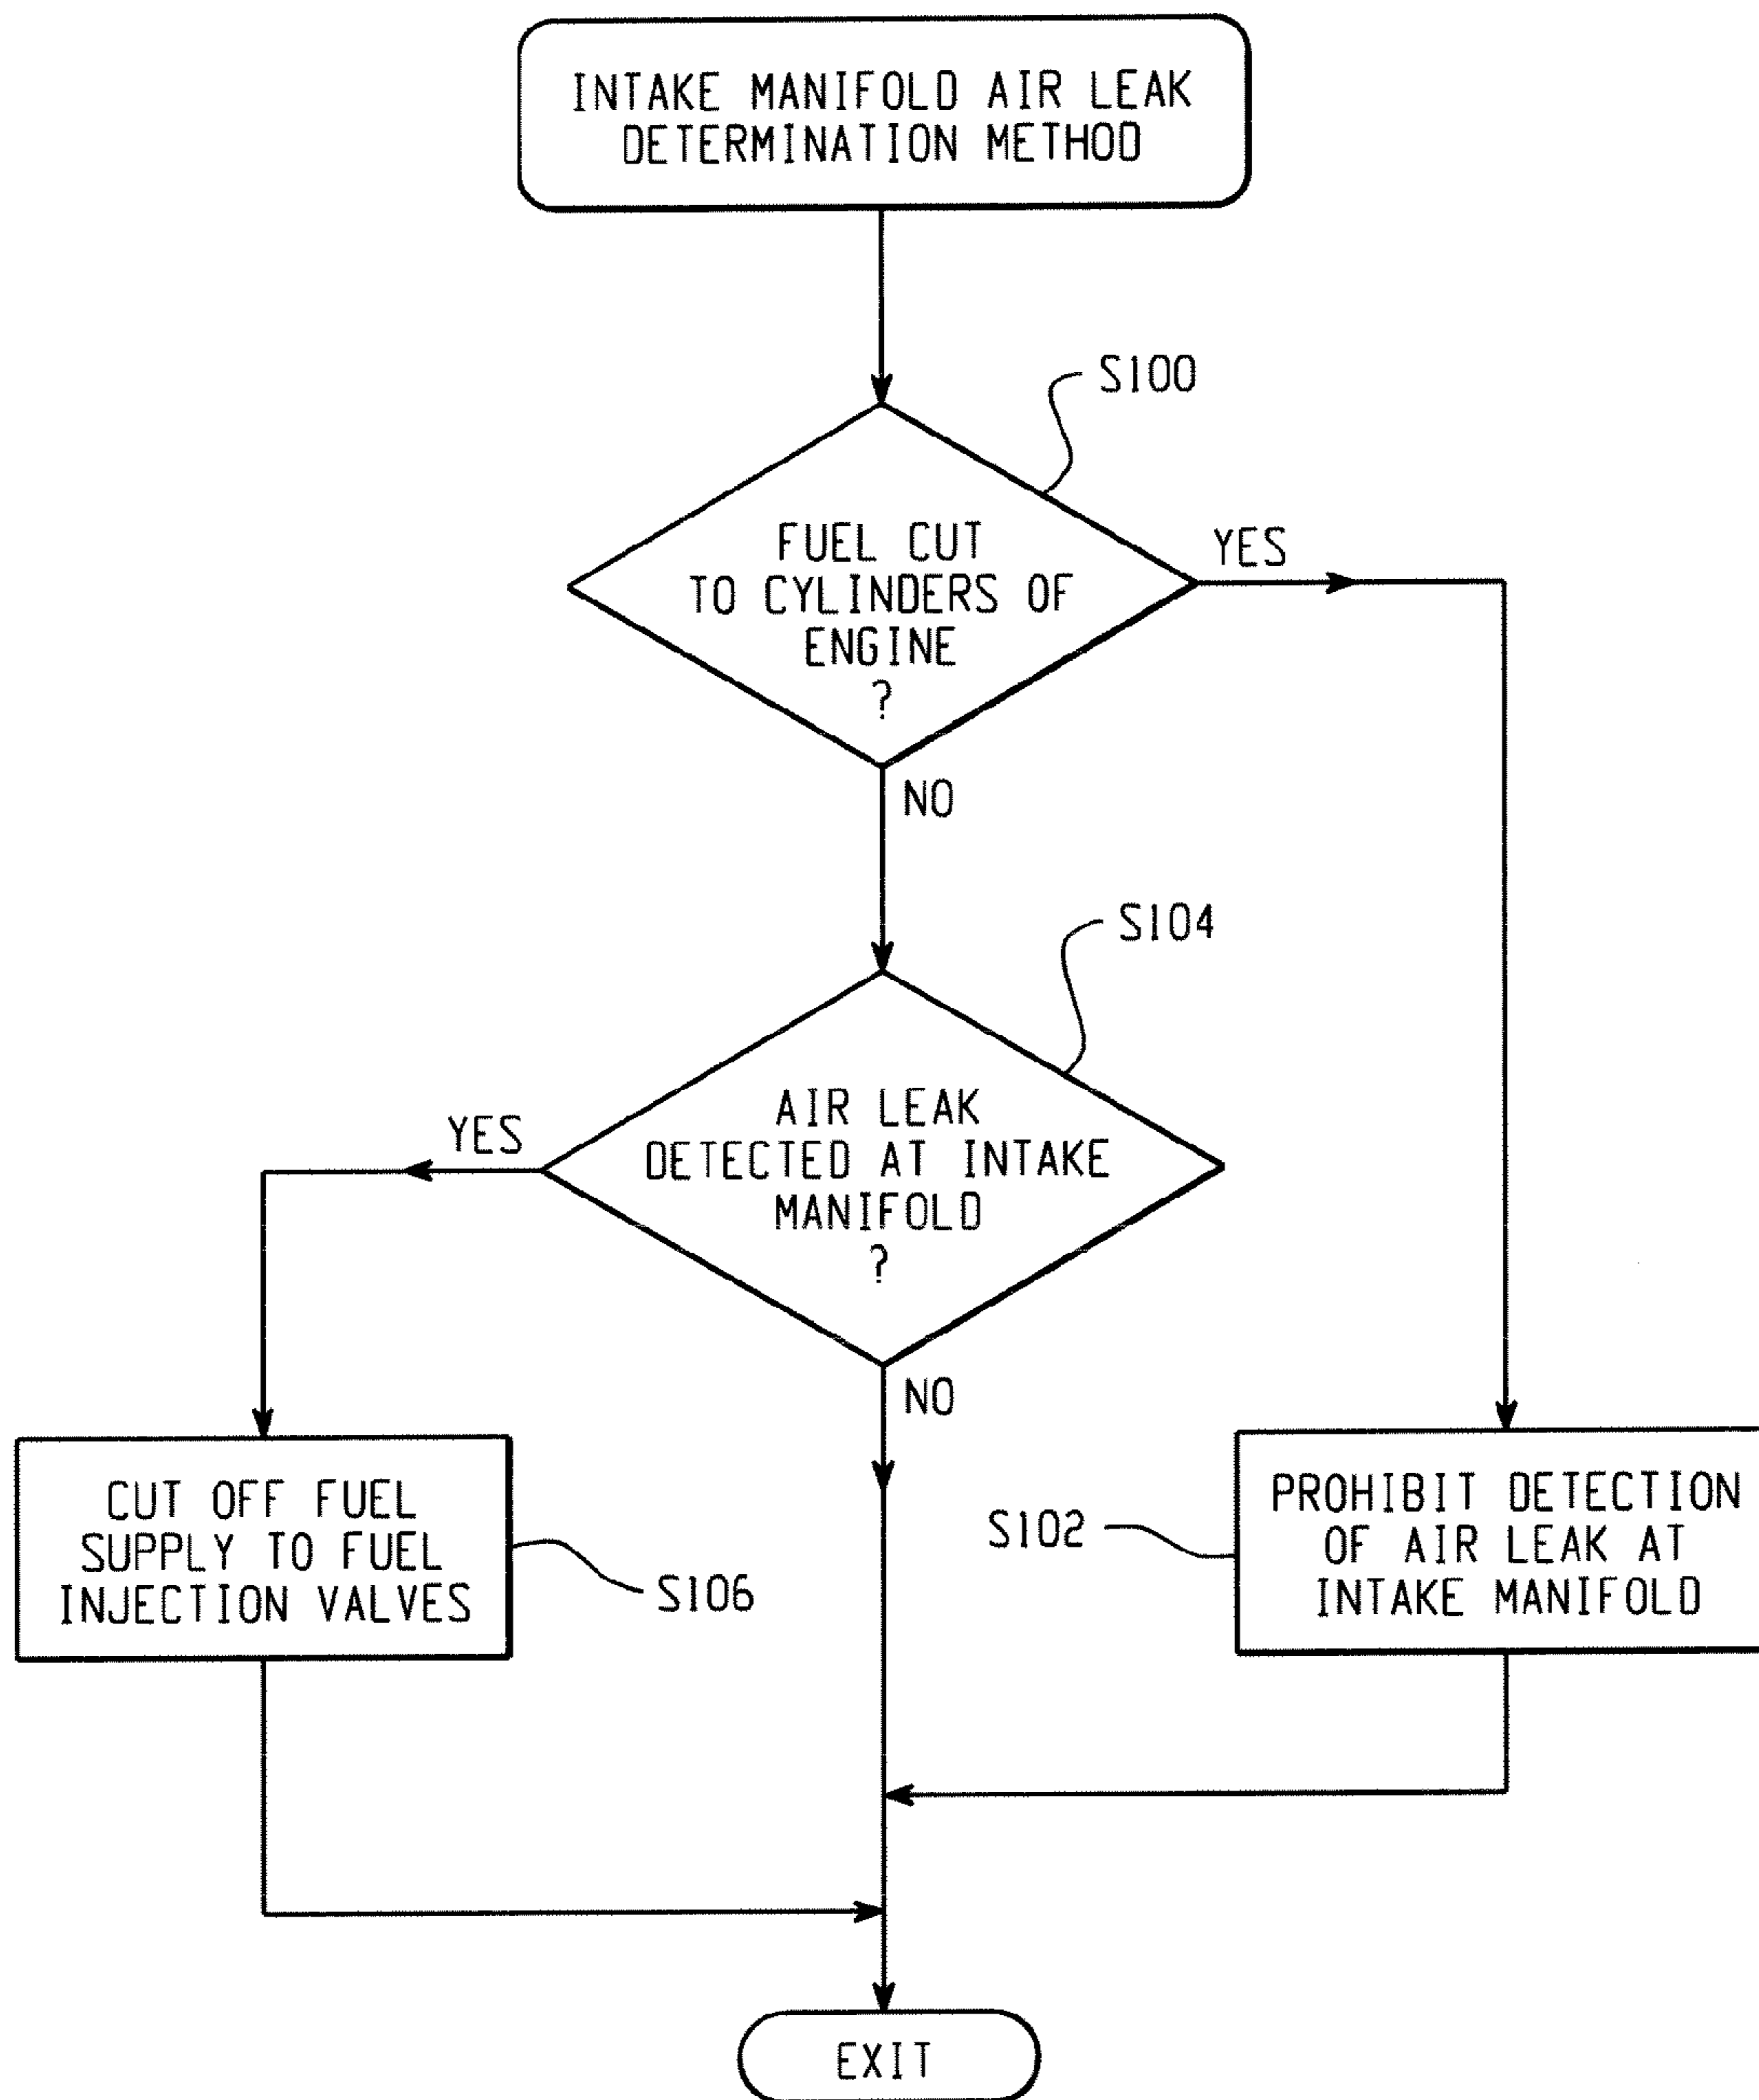 INTAKE MANIFOLD AIR LEAK
DETERMINATION METHOD
S100
FUEL CUT
TO CYLINDERS OF
ENGINE
?
YES
NO
S104
AIR LEAK
DETECTED AT INTAKE
MANIFOLD
?
YES
NO
CUT OFF FUEL
SUPPLY TO FUEL
INJECTION VALVES
S106
S102
PROHIBIT DETECTION
OF AIR LEAK AT
INTAKE MANIFOLD
EXIT